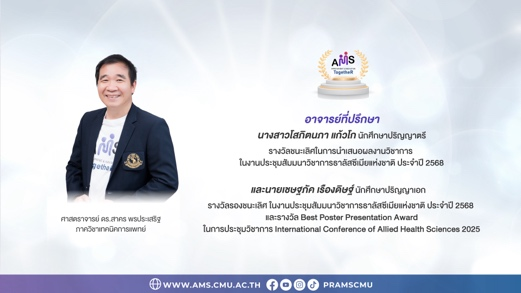 AMS
TogetheR
อาจารย์ที่ปรึกษา
นางสาวโสภิตนภา แก้วไท นักศึกษาปริญญาตรี
รางวัลชนะเลิศในการนำเสนอผลงานวิชาการ
ในงานประชุมสัมมนาวิชาการธาลัสซีเมียแห่งชาติ ประจำปี 2568
และนายเชษฐภัค เรืองดิษฐ์ นักศึกษาปริญญาเอก
รางวัลรองชนะเลิศ ในงานประชุมสัมมนาวิชาการธาลัสซีเมียแห่งชาติ ประจำปี 2568
และรางวัล Best Poster Presentation Award
ในการประชุมวิชาการ International Conference of Allied Health Sciences 2025
ศาสตราจารย์ ดร.สาคร พรประเสริฐ
ภาควิชาเทคนิคการแพทย์
WWW.AMS.CMU.AC.TH PRAMSCMU